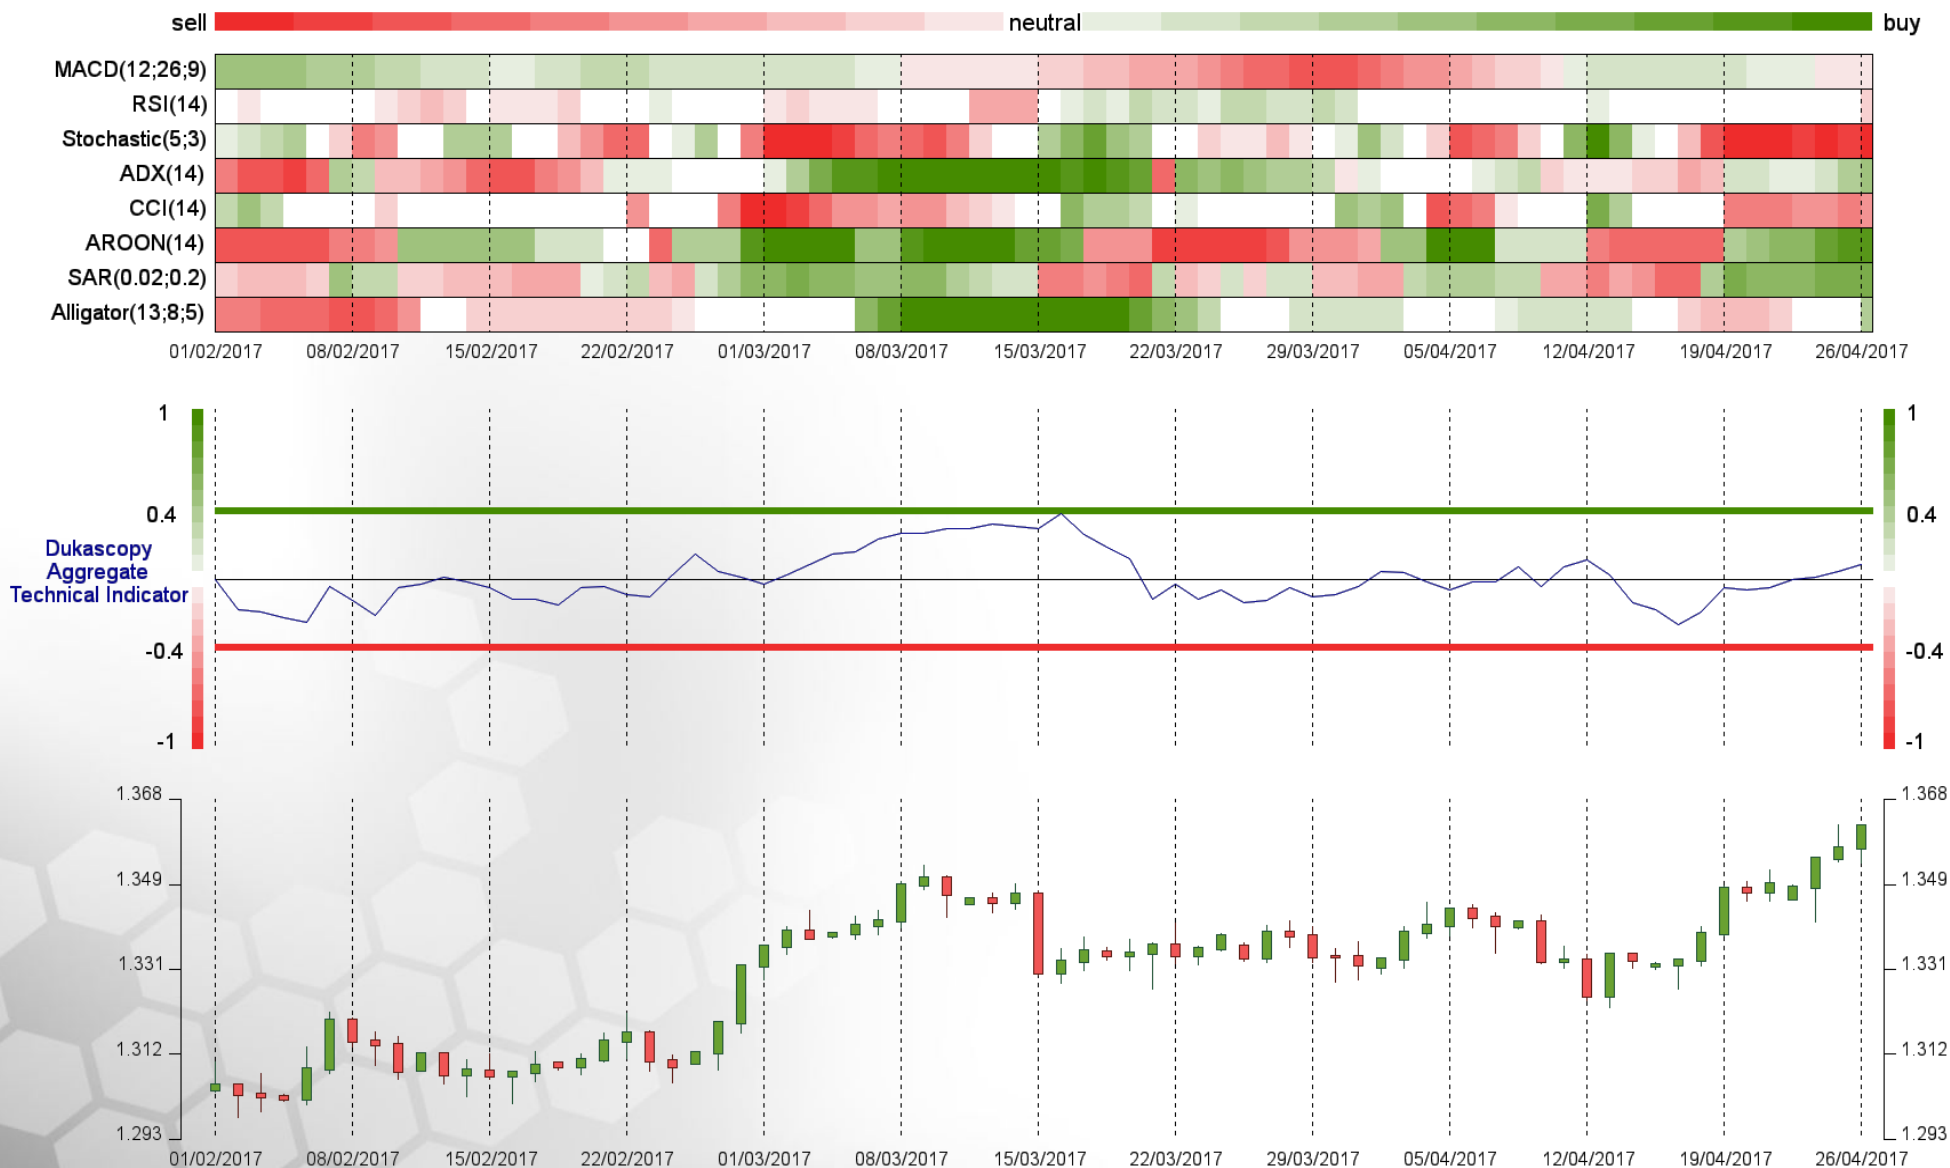 sell neutral buy
MACD(12;26;9)
RSI(14)
Stochastic(5;3)
ADX(14)
CCI(14)
AROON(14)
SAR(0.02;0.2)
Alligator(13;8;5)
01/02/2017 08/02/2017 15/02/2017 22/02/2017 01/03/2017 08/03/2017 15/03/2017 22/03/2017 29/03/2017 05/04/2017 12/04/2017 19/04/2017 26/04/2017
1 1
0.4 0.4
Dukascopy
Aggregate
Technical Indicator
-0.4 -0.4
-1 -1
1.368 1.368
1.349 1.349
1.331 1.331
1.312 1.312
1.293 1.293
01/02/2017 08/02/2017 15/02/2017 22/02/2017 01/03/2017 08/03/2017 15/03/2017 22/03/2017 29/03/2017 05/04/2017 12/04/2017 19/04/2017 26/04/2017